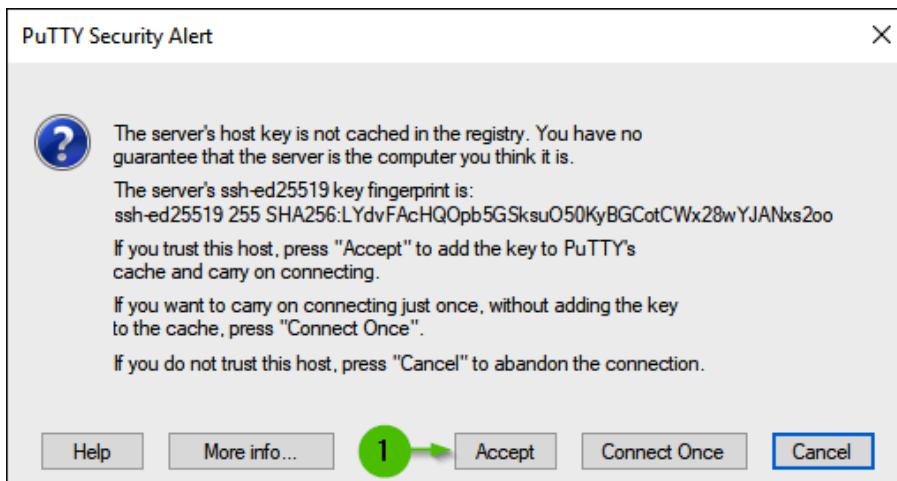 PuTTY Security Alert
The server's host key is not cached in the registry. You have no
guarantee that the server is the computer you think it is.
The server's ssh-ed25519 key fingerprint is:
ssh-ed25519 255 SHA256:LYdvFAcHQOpb5GSksuO50KyBGCotCWx28wYJANxs2oo
If you trust this host, press "Accept" to add the key to PuTTY's
cache and carry on connecting.
If you want to carry on connecting just once, without adding the key
to the cache, press "Connect Once".
If you do not trust this host, press "Cancel" to abandon the connection.
Help More info... 1 Accept Connect Once Cancel